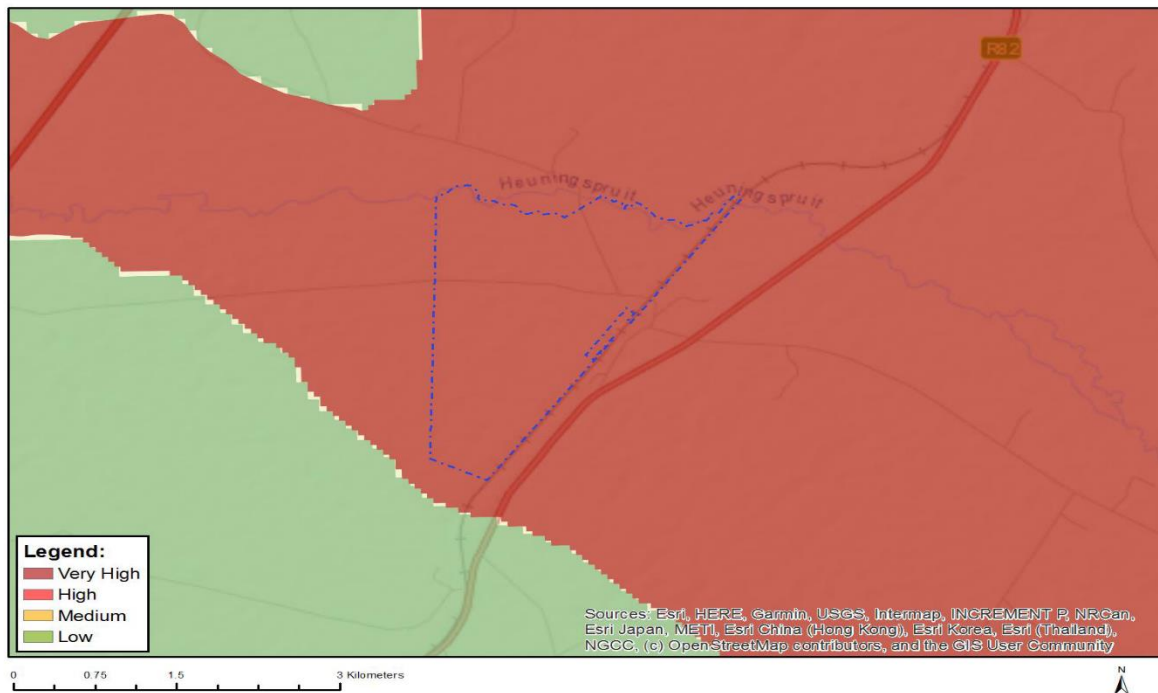 R82
Heuningspruit
Heuningspruit
Legend:
Very High
High
Medium
Low
Sources: Esri, HERE, Garmin, USGS, Intermap, INCREMENT P, NRCan,
Esri Japan, METI, Esri China (Hong Kong), Esri Korea, Esri (Thailand),
NGCC, (c) OpenStreetMap contributors, and the GIS User Community
0 0.75 1.5 3 Kilometers
N